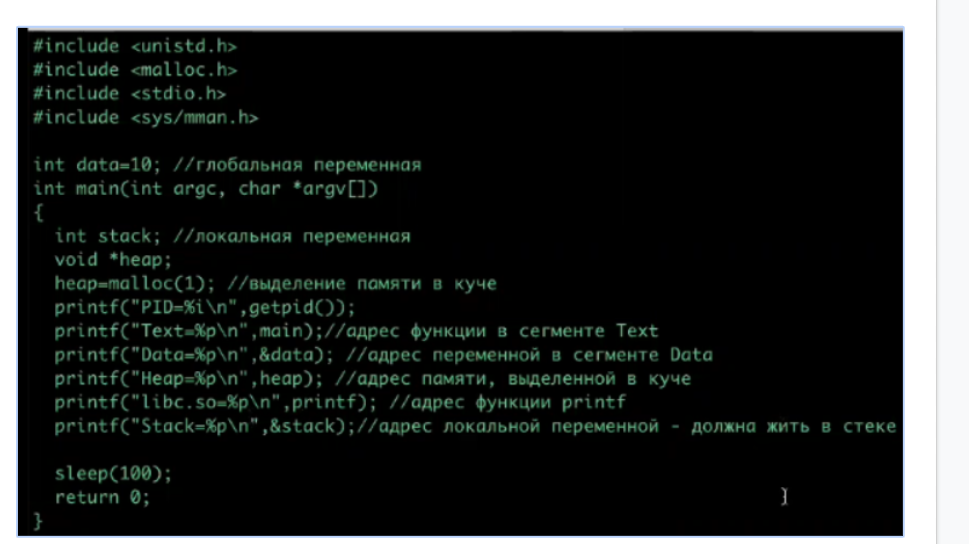 #include <unistd.h>
#include <malloc.h>
#include <stdio.h>
#include <sys/mman.h>
int data=10; //глобальная переменная
int main(int argc, char *argv[])
{
int stack; //локальная переменная
void *heap;
heap=malloc(1); //выделение памяти в куче
printf("PID=%i\n",getpid());
printf("Text=%p\n",main);//адрес функции в сегменте Text
printf("Data=%p\n",&data); //адрес переменной в сегменте Data
printf("Heap=%p\n",heap); //адрес памяти, выделенной в куче
printf("libc.so=%p\n",printf); //адрес функции printf
printf("Stack=%p\n",&stack);//адрес локальной переменной - должна жить в стеке
sleep(100);
return 0;
}